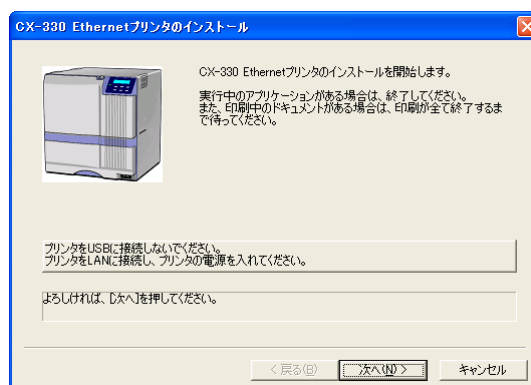 CX-330 Ethernetプリンタのインストール
CX-330 Ethernetプリンタのインストールを開始します。
実行中のアプリケーションがある場合は、終了してください。
また、印刷中のドキュメントがある場合は、印刷が全て終了するま
で待ってください。
プリンタをUSBに接続しないでください。
プリンタをLANに接続し、プリンタの電源を入れてください。
よろしければ、[次へ]を押してください。
< 戻る(B)
次へ(N) >
キャンセル